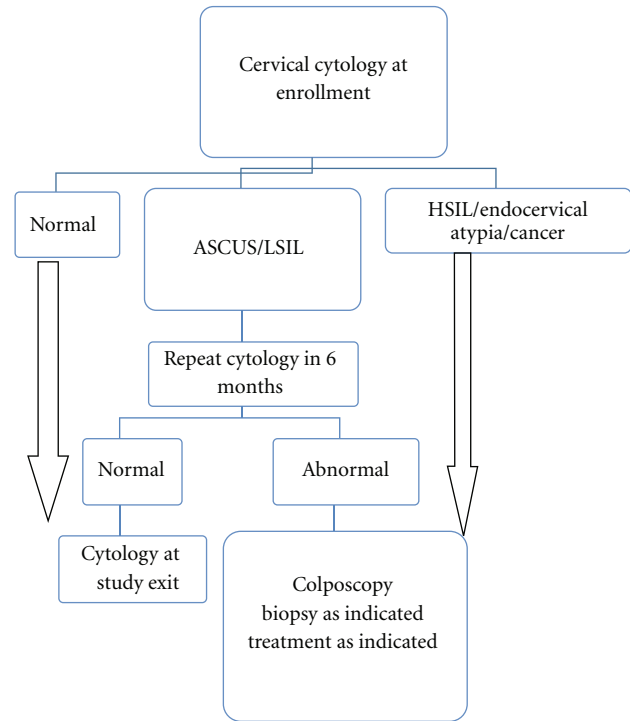 Cervical cytology at
enrollment
Normal
ASCUS/LSIL
HSIL/endocervical
atypia/cancer
Repeat cytology in 6
months
Normal
Abnormal
Cytology at
study exit
Colposcopy
biopsy as indicated
treatment as indicated